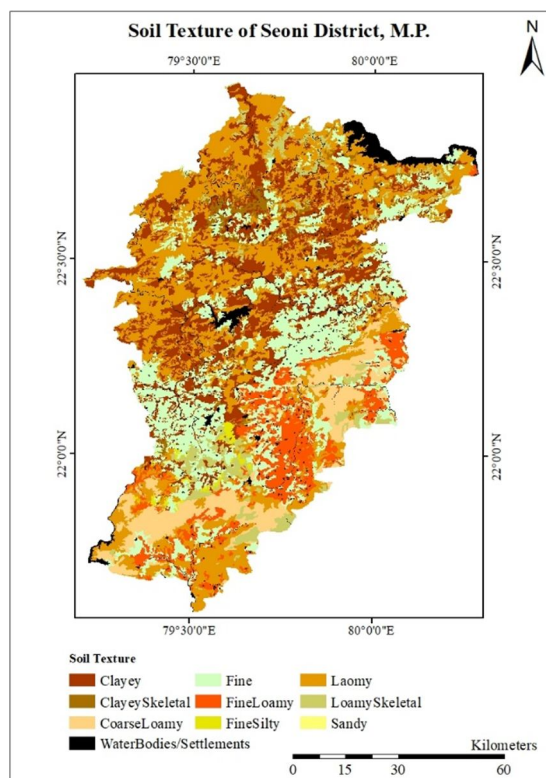 Soil Texture of Seoni District, M.P.
N
79°30'0"E 80°0'0"E
22°30'0"N 22°30'0"N
22°0'0"N 22°0'0"N
79°30'0"E 80°0'0"E
Soil Texture
Clayey Fine Laomy
ClayeySkeletal FineLoamy LoamySkeletal
CoarseLoamy FineSilty Sandy
WaterBodies/Settlements
Kilometers
0 15 30 60